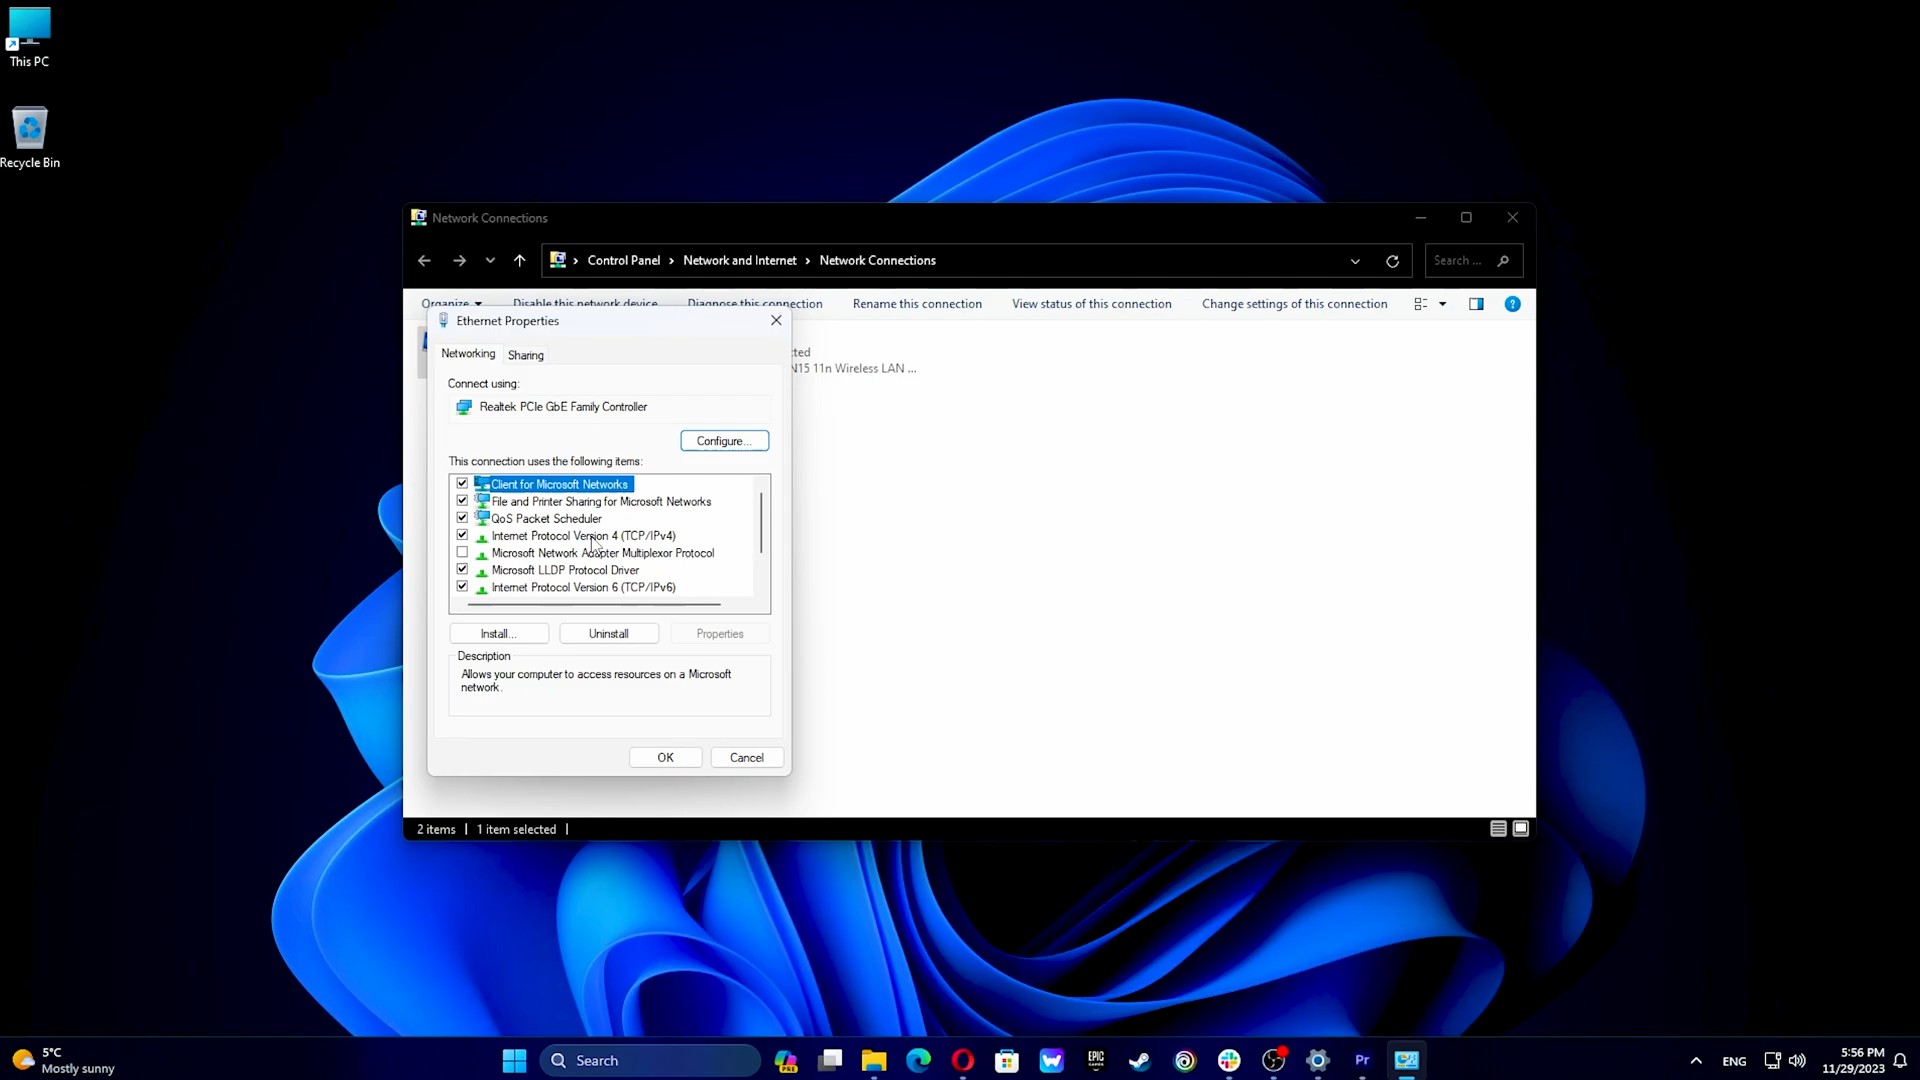 This PC
Recycle Bin
Network Connections
Control Panel > Network and Internet > Network Connections
Search ...
Organize Disable this network device Diagnose this connection Rename this connection View status of this connection Change settings of this connection
Ethernet Properties
Networking Sharing
Connect using:
Realtek PCIe GbE Family Controller
Configure...
This connection uses the following items:
Client for Microsoft Networks
File and Printer Sharing for Microsoft Networks
QoS Packet Scheduler
Internet Protocol Version 4 (TCP/IPv4)
Microsoft Network Adapter Multiplexor Protocol
Microsoft LLDP Protocol Driver
Internet Protocol Version 6 (TCP/IPv6)
Install... Uninstall Properties
Description
Allows your computer to access resources on a Microsoft
network.
OK Cancel
11n Wireless LAN ...
2 items | 1 item selected |
5°C
Mostly sunny
Search
PRE
EPIC
GAMES
Pr
ENG
5:56 PM
11/29/2023